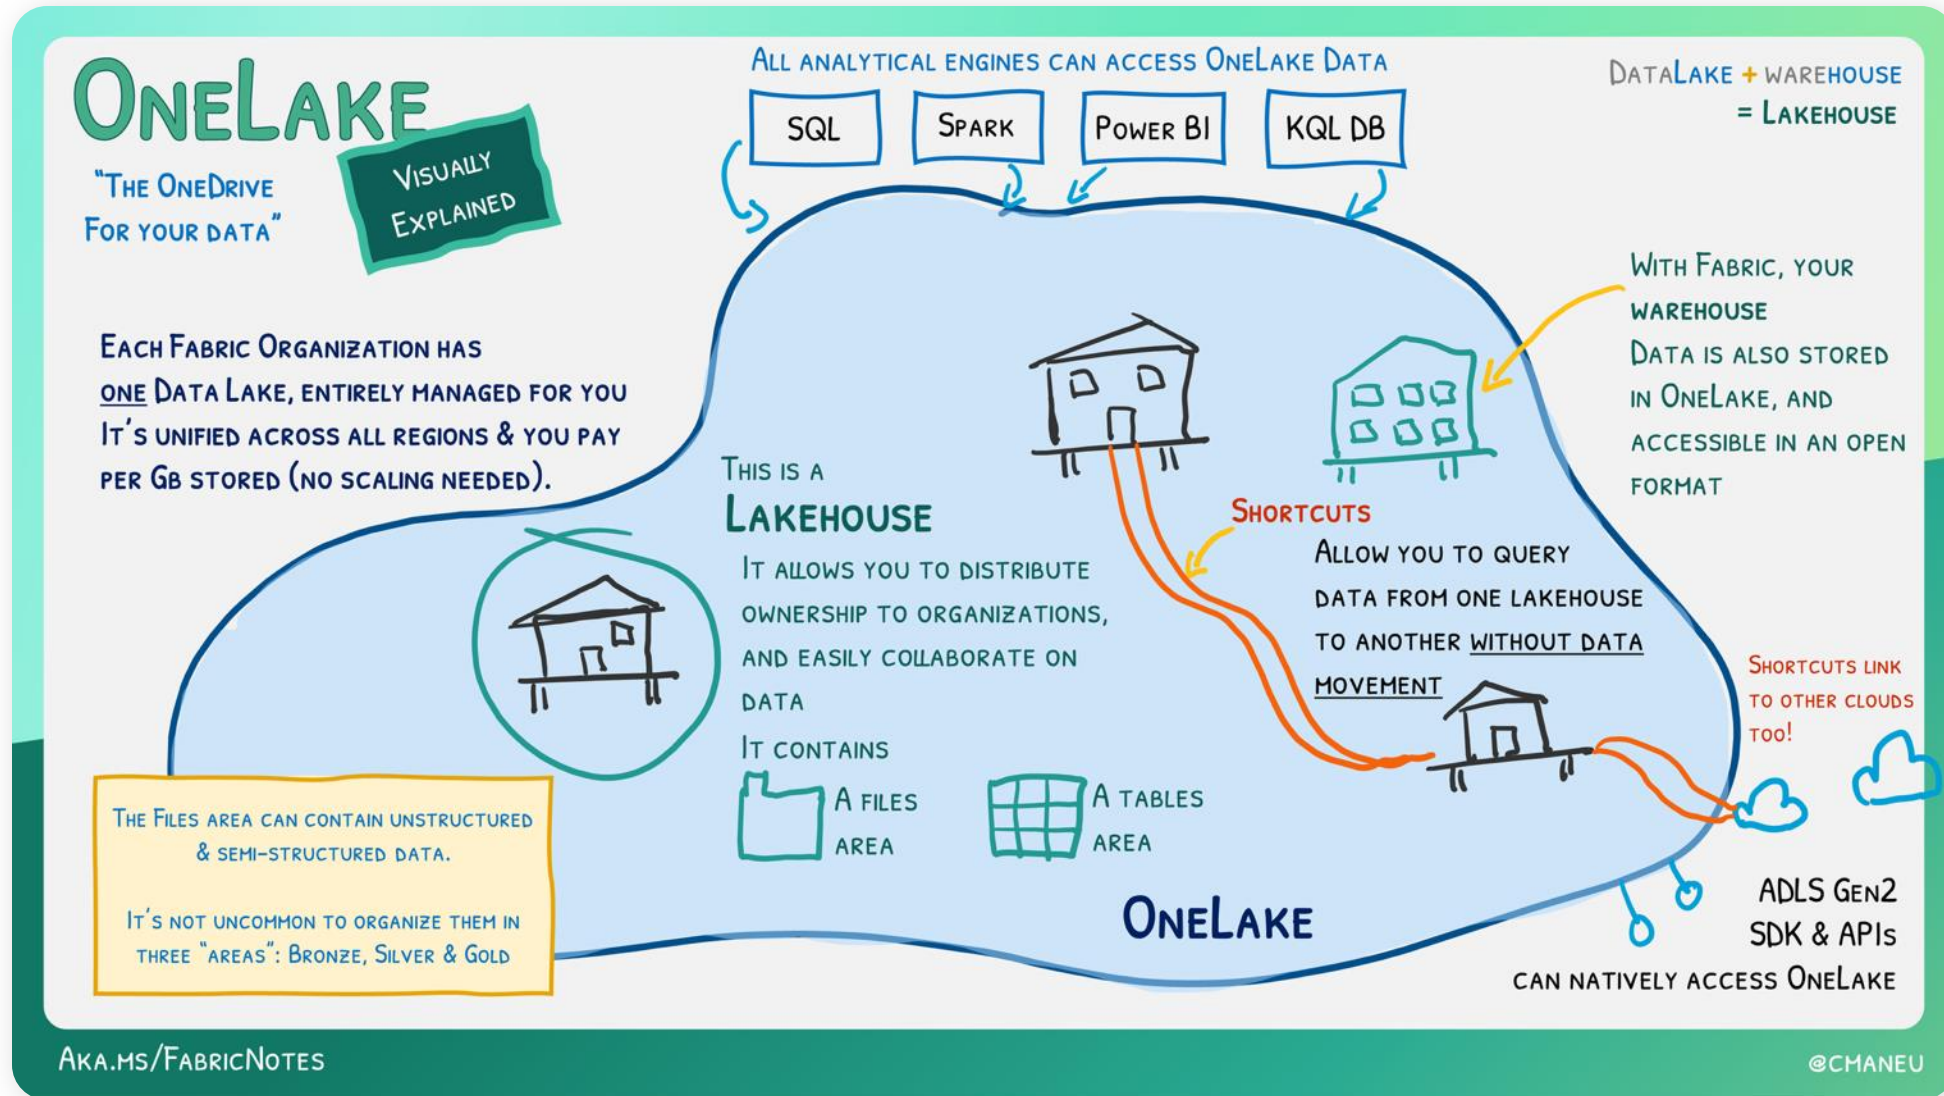 OneLake
"The OneDrive
For your data"
Visually
Explained
Each Fabric Organization has
one Data Lake, entirely managed for you
It's unified across all regions & you pay
per Gb stored (no scaling needed).
All analytical engines can access OneLake Data
SQL
Spark
Power BI
KQL DB
DataLake + warehouse
= Lakehouse
With Fabric, your
warehouse
Data is also stored
in OneLake, and
accessible in an open
format
This is a
Lakehouse
It allows you to distribute
ownership to organizations,
and easily collaborate on
data
It contains
A files
area
A tables
area
Shortcuts
Allow you to query
data from one lakehouse
to another without data
movement
Shortcuts link
to other clouds
too!
The Files area can contain unstructured
& semi-structured data.
It's not uncommon to organize them in
three "areas": Bronze, Silver & Gold
OneLake
ADLS Gen2
SDK & APIs
can natively access OneLake
Aka.ms/FabricNotes
@cmaneu